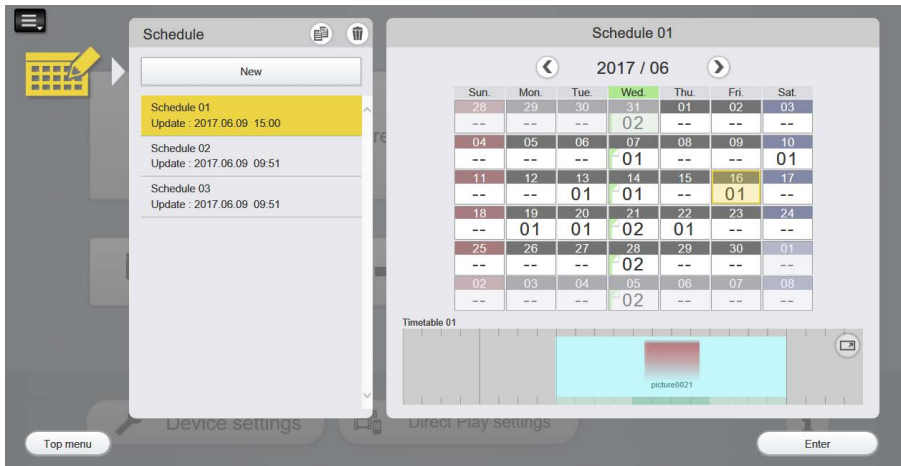 Schedule
New
Schedule 01
Update : 2017.06.09 15:00
Schedule 02
Update : 2017.06.09 09:51
Schedule 03
Update : 2017.06.09 09:51
Schedule 01
2017 / 06
Sun. Mon. Tue. Wed. Thu. Fri. Sat.
28 29 30 31 01 02 03
-- -- -- 02 -- -- --
04 05 06 07 08 09 10
-- -- -- 01 -- -- 01
11 12 13 14 15 16 17
-- -- 01 01 -- 01 --
18 19 20 21 22 23 24
-- 01 01 02 01 -- --
25 26 27 28 29 30 01
-- -- -- 02 -- -- --
02 03 04 05 06 07 08
-- -- -- 02 -- -- --
Timetable 01
picture0021
Device settings
Direct Play settings
Top menu
Enter